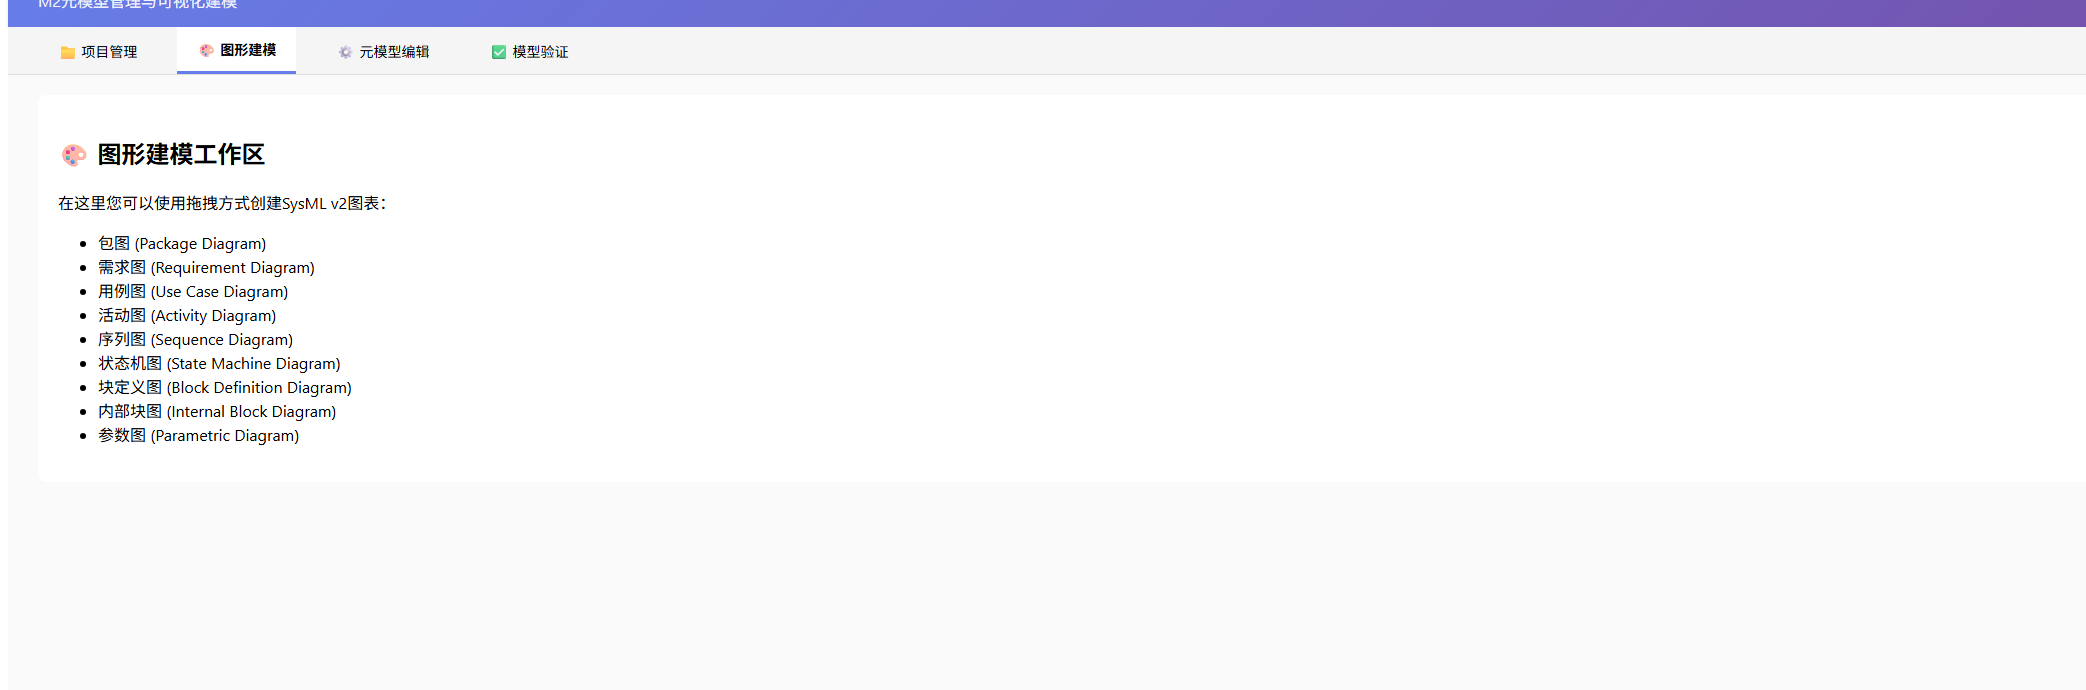 M2元模型管理与可视化建模
项目管理
图形建模
元模型编辑
模型验证
图形建模工作区
在这里您可以使用拖拽方式创建SysML v2图表：
包图 (Package Diagram)
需求图 (Requirement Diagram)
用例图 (Use Case Diagram)
活动图 (Activity Diagram)
序列图 (Sequence Diagram)
状态机图 (State Machine Diagram)
块定义图 (Block Definition Diagram)
内部块图 (Internal Block Diagram)
参数图 (Parametric Diagram)